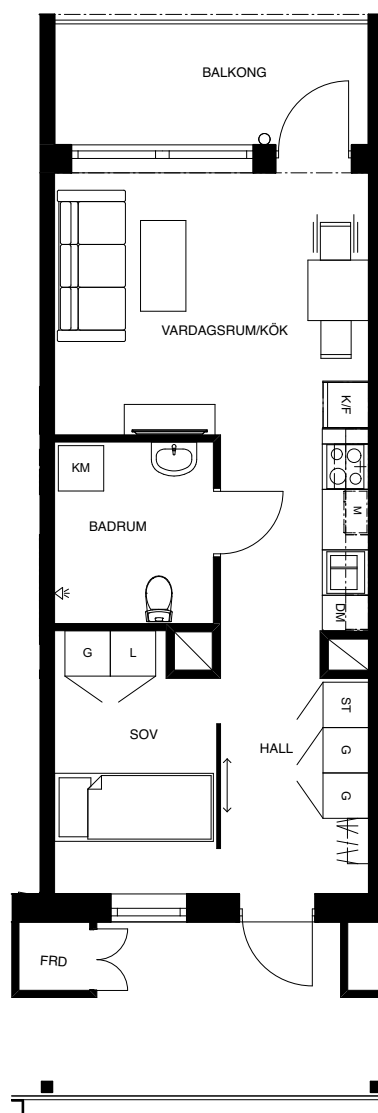 BALKONG
VARDAGSRUM/KÖK
K/F
KM
M
BADRUM
DM
G
L
ST
SOV
HALL
G
G
FRD